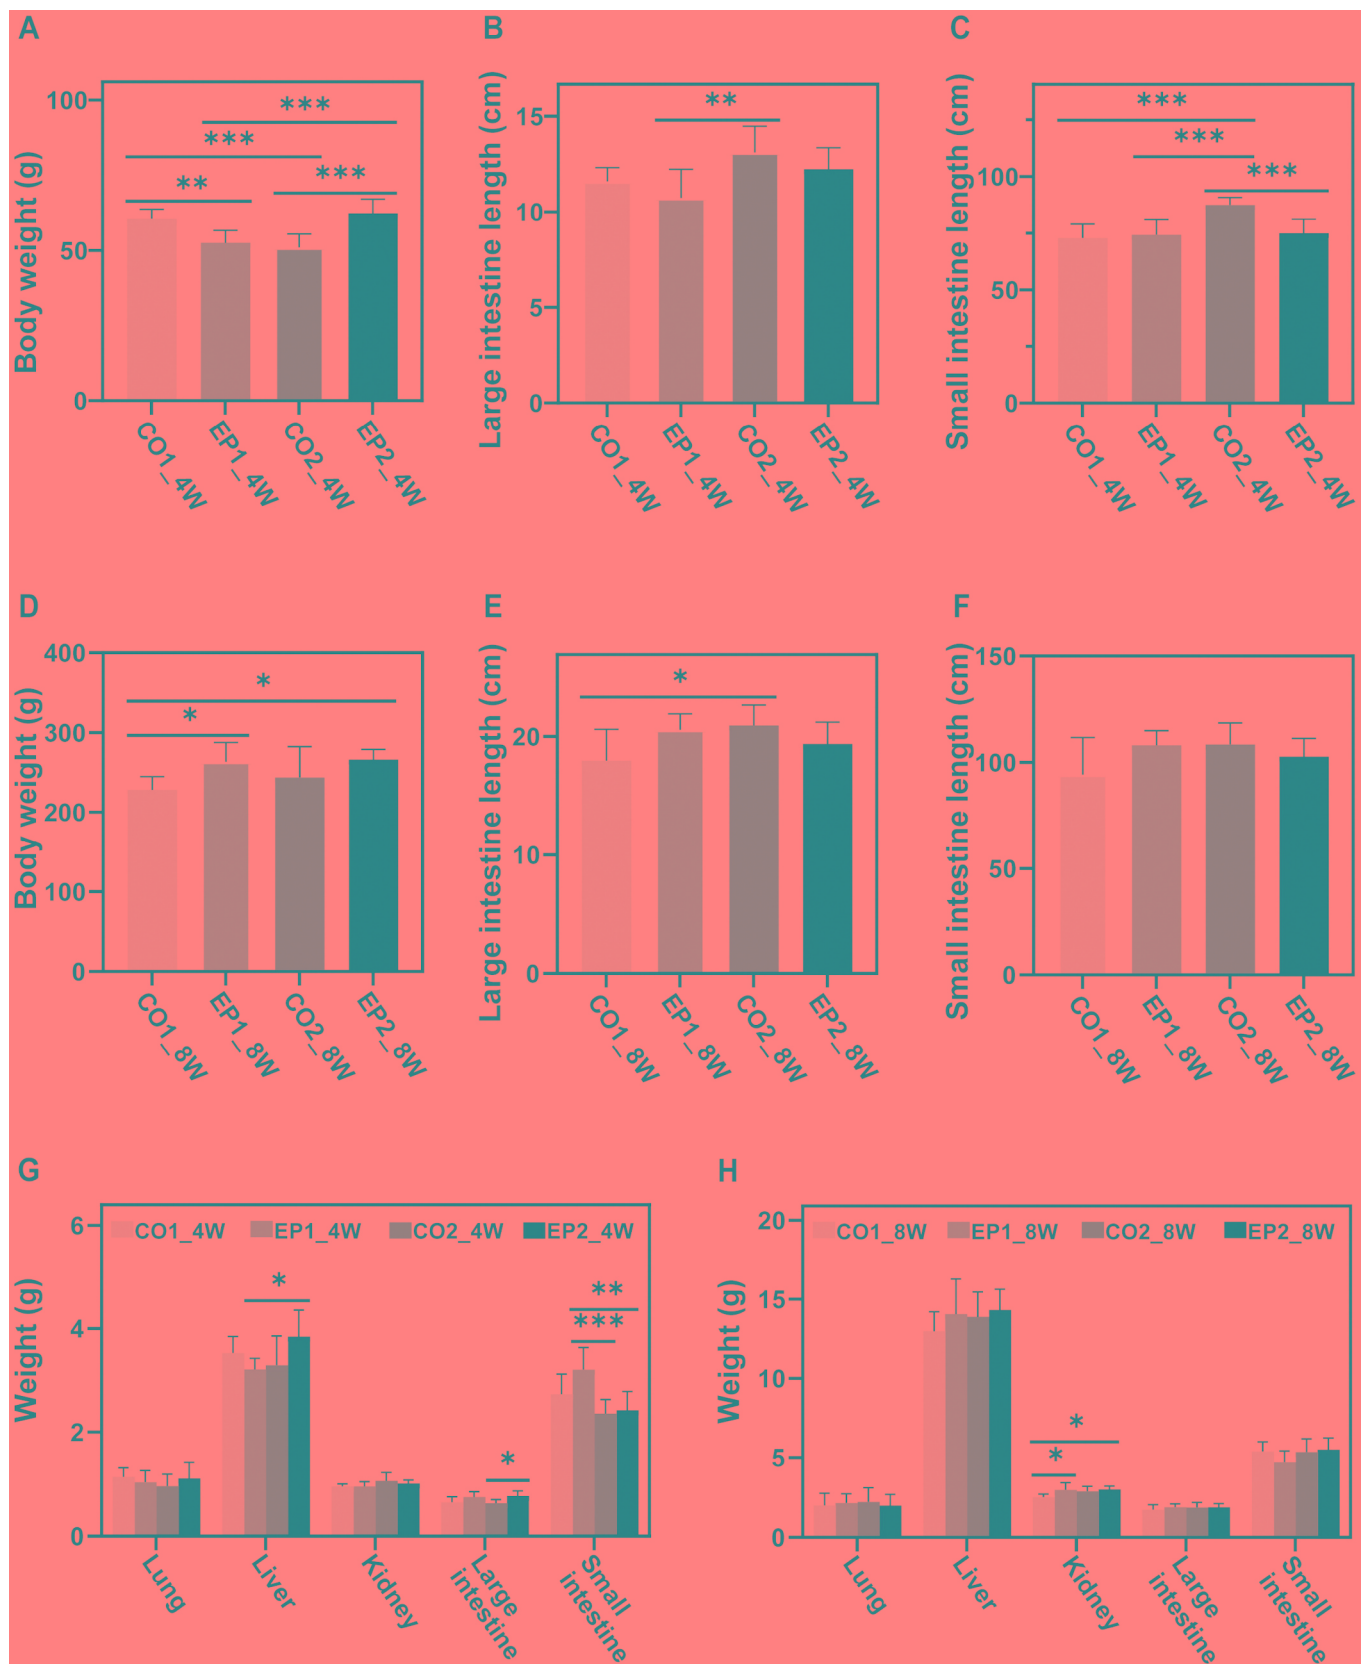 A
Body weight (g)
100
50
0
***
***
**
***
CO1_4W
EP1_4W
CO2_4W
EP2_4W
B
Large intestine length (cm)
15
10
5
0
**
CO1_4W
EP1_4W
CO2_4W
EP2_4W
C
Small intestine length (cm)
100
50
0
***
***
***
CO1_4W
EP1_4W
CO2_4W
EP2_4W
D
Body weight (g)
400
300
200
100
0
*
*
CO1_8W
EP1_8W
CO2_8W
EP2_8W
E
Large intestine length (cm)
20
10
0
*
CO1_8W
EP1_8W
CO2_8W
EP2_8W
F
Small intestine length (cm)
150
100
50
0
CO1_8W
EP1_8W
CO2_8W
EP2_8W
G
Weight (g)
6
4
2
0
CO1_4W
EP1_4W
CO2_4W
EP2_4W
*
*
**
***
Lung
Liver
Kidney
Large
intestine
Small
intestine
H
Weight (g)
20
15
10
5
0
CO1_8W
EP1_8W
CO2_8W
EP2_8W
*
*
Lung
Liver
Kidney
Large
intestine
Small
intestine